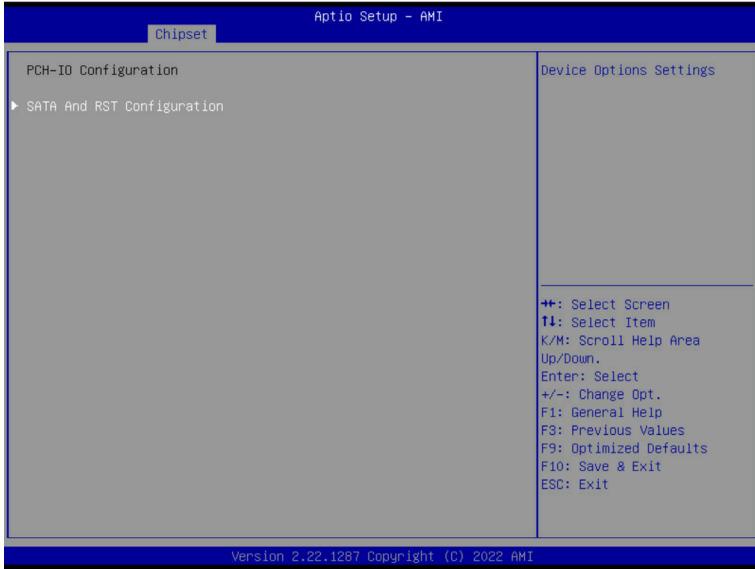 Aptio Setup – AMI
Chipset
PCH-IO Configuration
SATA And RST Configuration
Device Options Settings
→←: Select Screen
↑↓: Select Item
K/M: Scroll Help Area
Up/Down.
Enter: Select
+/-: Change Opt.
F1: General Help
F3: Previous Values
F9: Optimized Defaults
F10: Save & Exit
ESC: Exit
Version 2.22.1287 Copyright (C) 2022 AMI